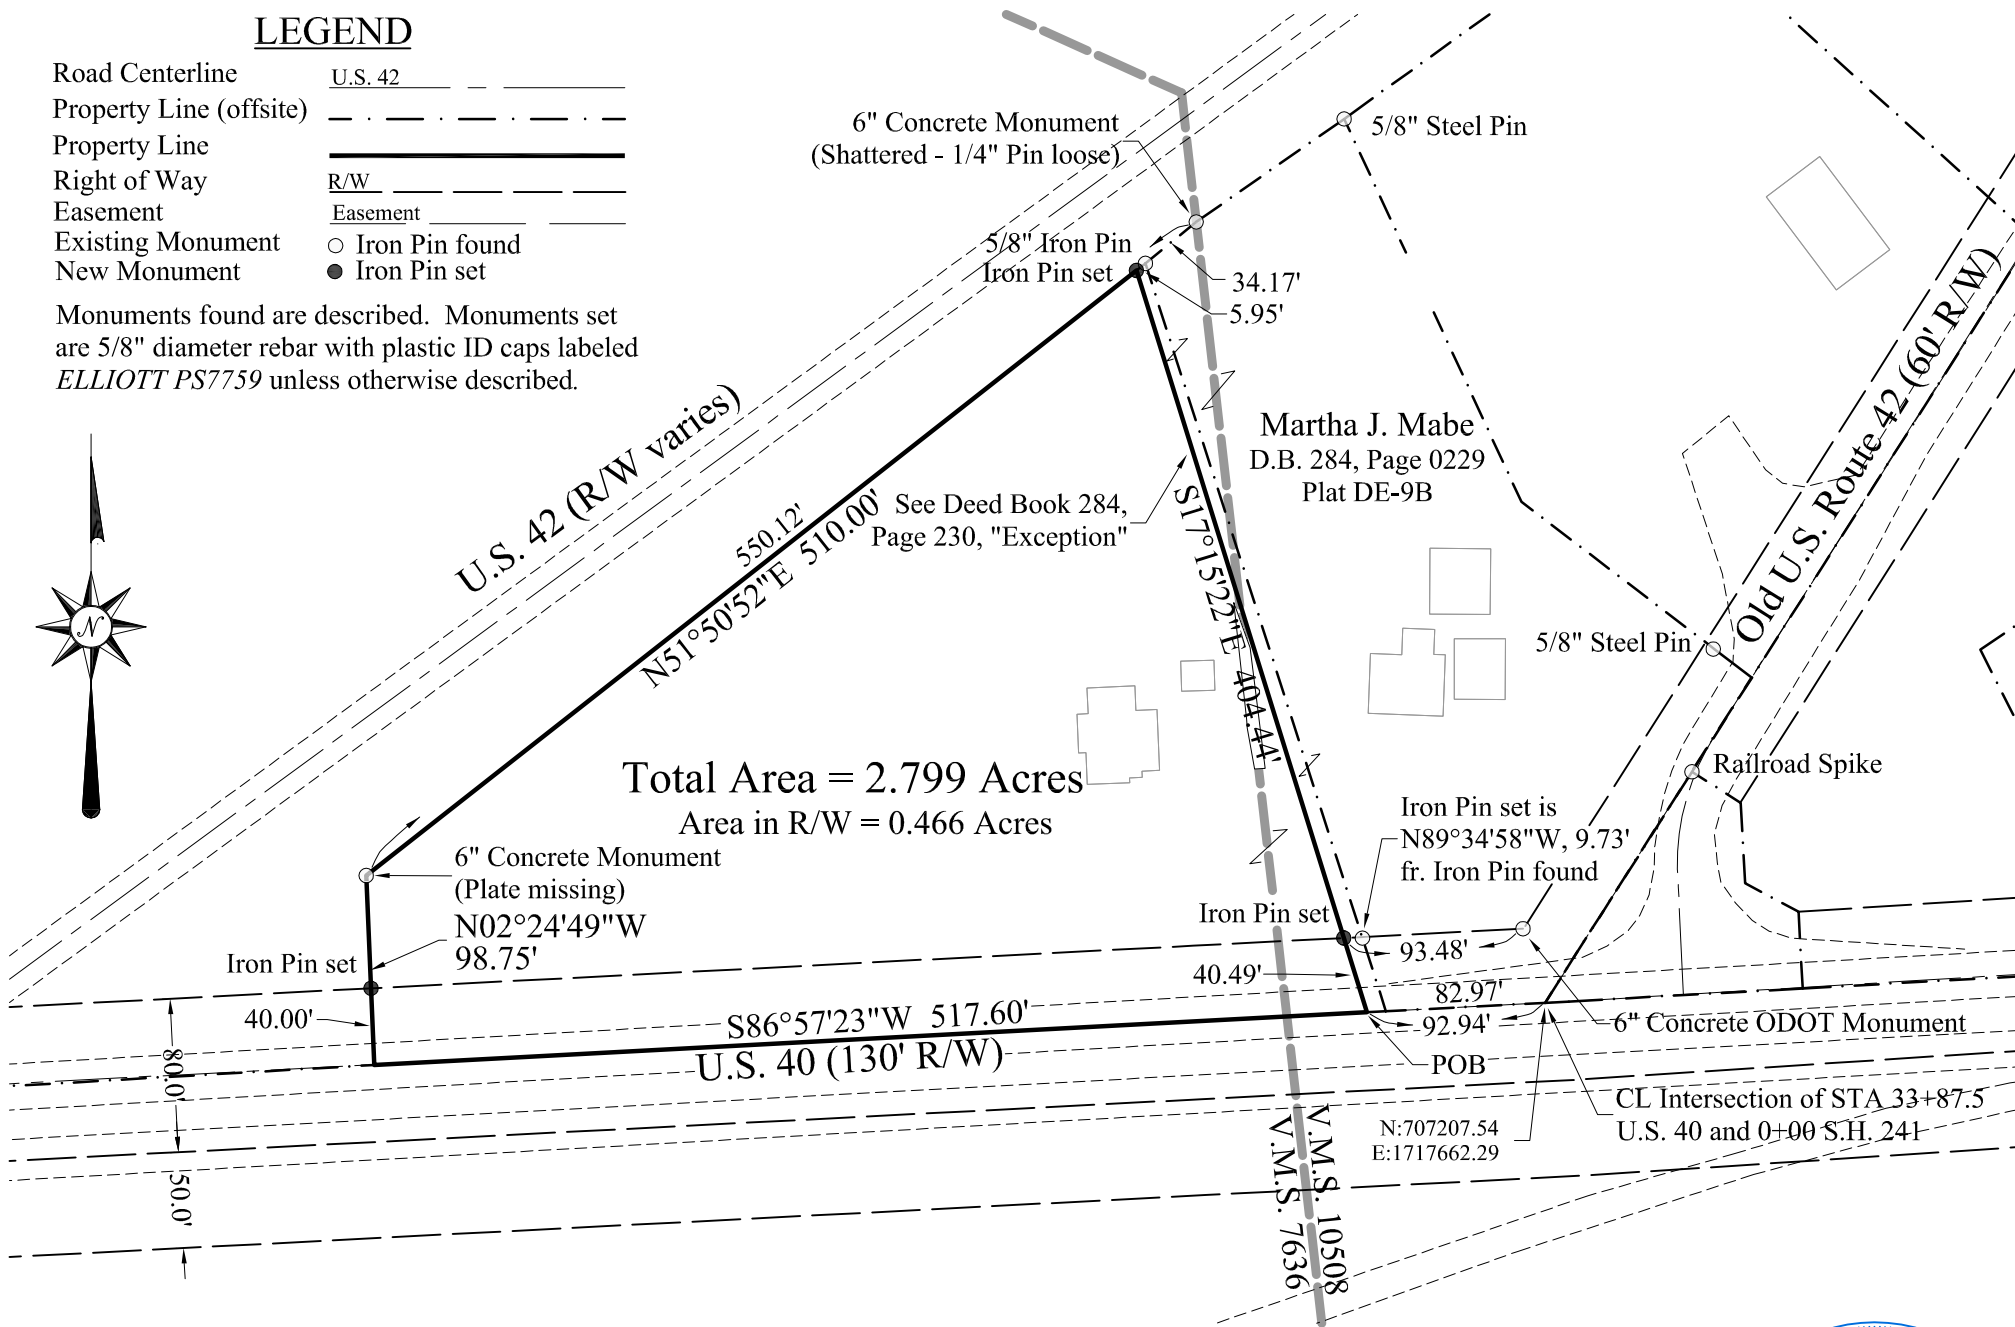 LEGEND
Road Centerline
U.S. 42
Property Line (offsite)
Property Line
Right of Way
R/W
Easement
Easement
Existing Monument
Iron Pin found
New Monument
Iron Pin set
Monuments found are described. Monuments set
are 5/8" diameter rebar with plastic ID caps labeled
ELLIOTT PS7759 unless otherwise described.
N
6" Concrete Monument
(Shattered - 1/4" Pin loose)
5/8" Steel Pin
5/8" Iron Pin
Iron Pin set
34.17'
5.95'
U.S. 42 (R/W varies)
550.12'
N51°50'52"E 510.00'
See Deed Book 284,
Page 230, "Exception"
Martha J. Mabe
D.B. 284, Page 0229
Plat DE-9B
S17°15'22"E 404.44'
Old U.S. Route 42 (60' R/W)
5/8" Steel Pin
Railroad Spike
Total Area = 2.799 Acres
Area in R/W = 0.466 Acres
Iron Pin set is
N89°34'58"W, 9.73'
fr. Iron Pin found
6" Concrete Monument
(Plate missing)
N02°24'49"W
98.75'
Iron Pin set
Iron Pin set
93.48'
40.49'
40.00'
82.97'
92.94'
S86°57'23"W 517.60'
U.S. 40 (130' R/W)
6" Concrete ODOT Monument
POB
80.0'
50.0'
CL Intersection of STA 33+87.5
U.S. 40 and 0+00 S.H. 241
N:707207.54
E:1717662.29
V.M.S. 10508
V.M.S. 7636